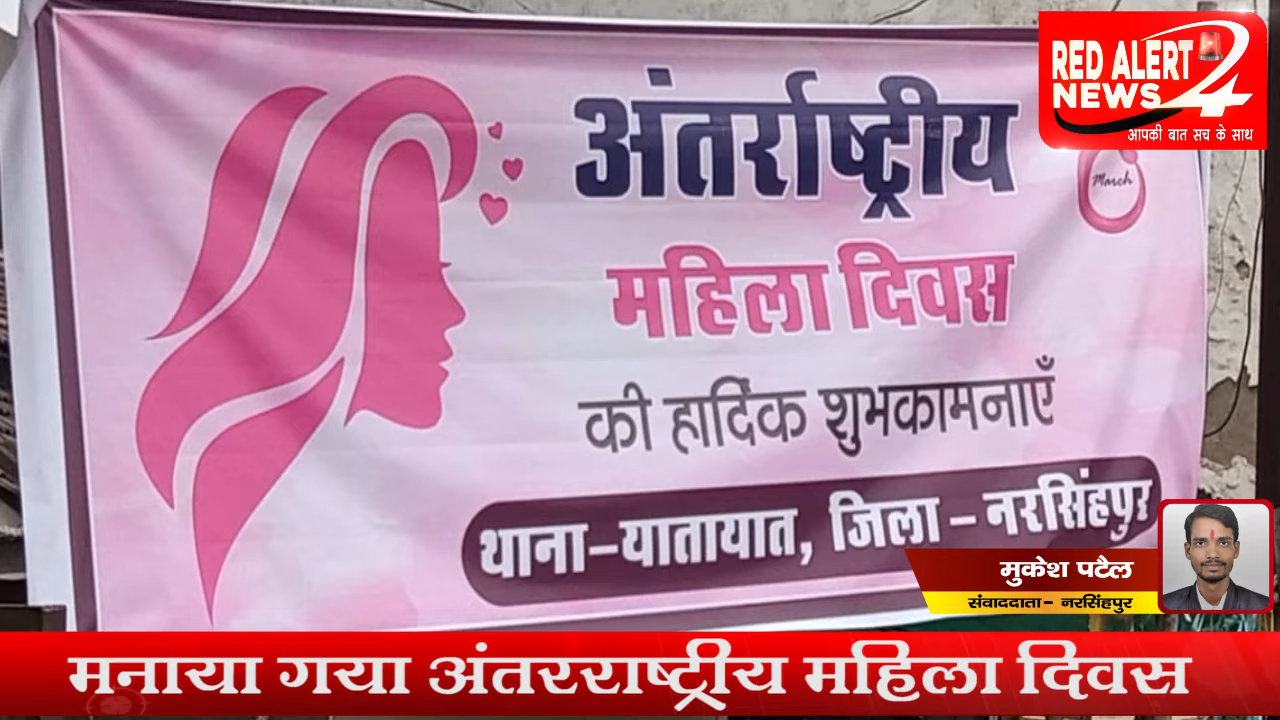 RED ALERT
NEWS 24
आपकी बात सच के साथ
अंतर्राष्ट्रीय
March
महिला दिवस
की हार्दिक शुभकामनाएँ
थाना-यातायात, जिला - नरसिंहपुर
मुकेश पटैल
संवाददाता - नरसिंहपुर
मनाया गया अंतरराष्ट्रीय महिला दिवस